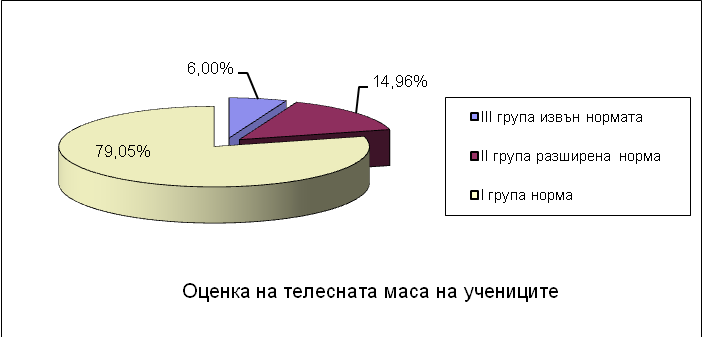 6,00%
14,96%
79,05%
III група извън нормата
II група разширена норма
I група норма
Оценка на телесната маса на учениците